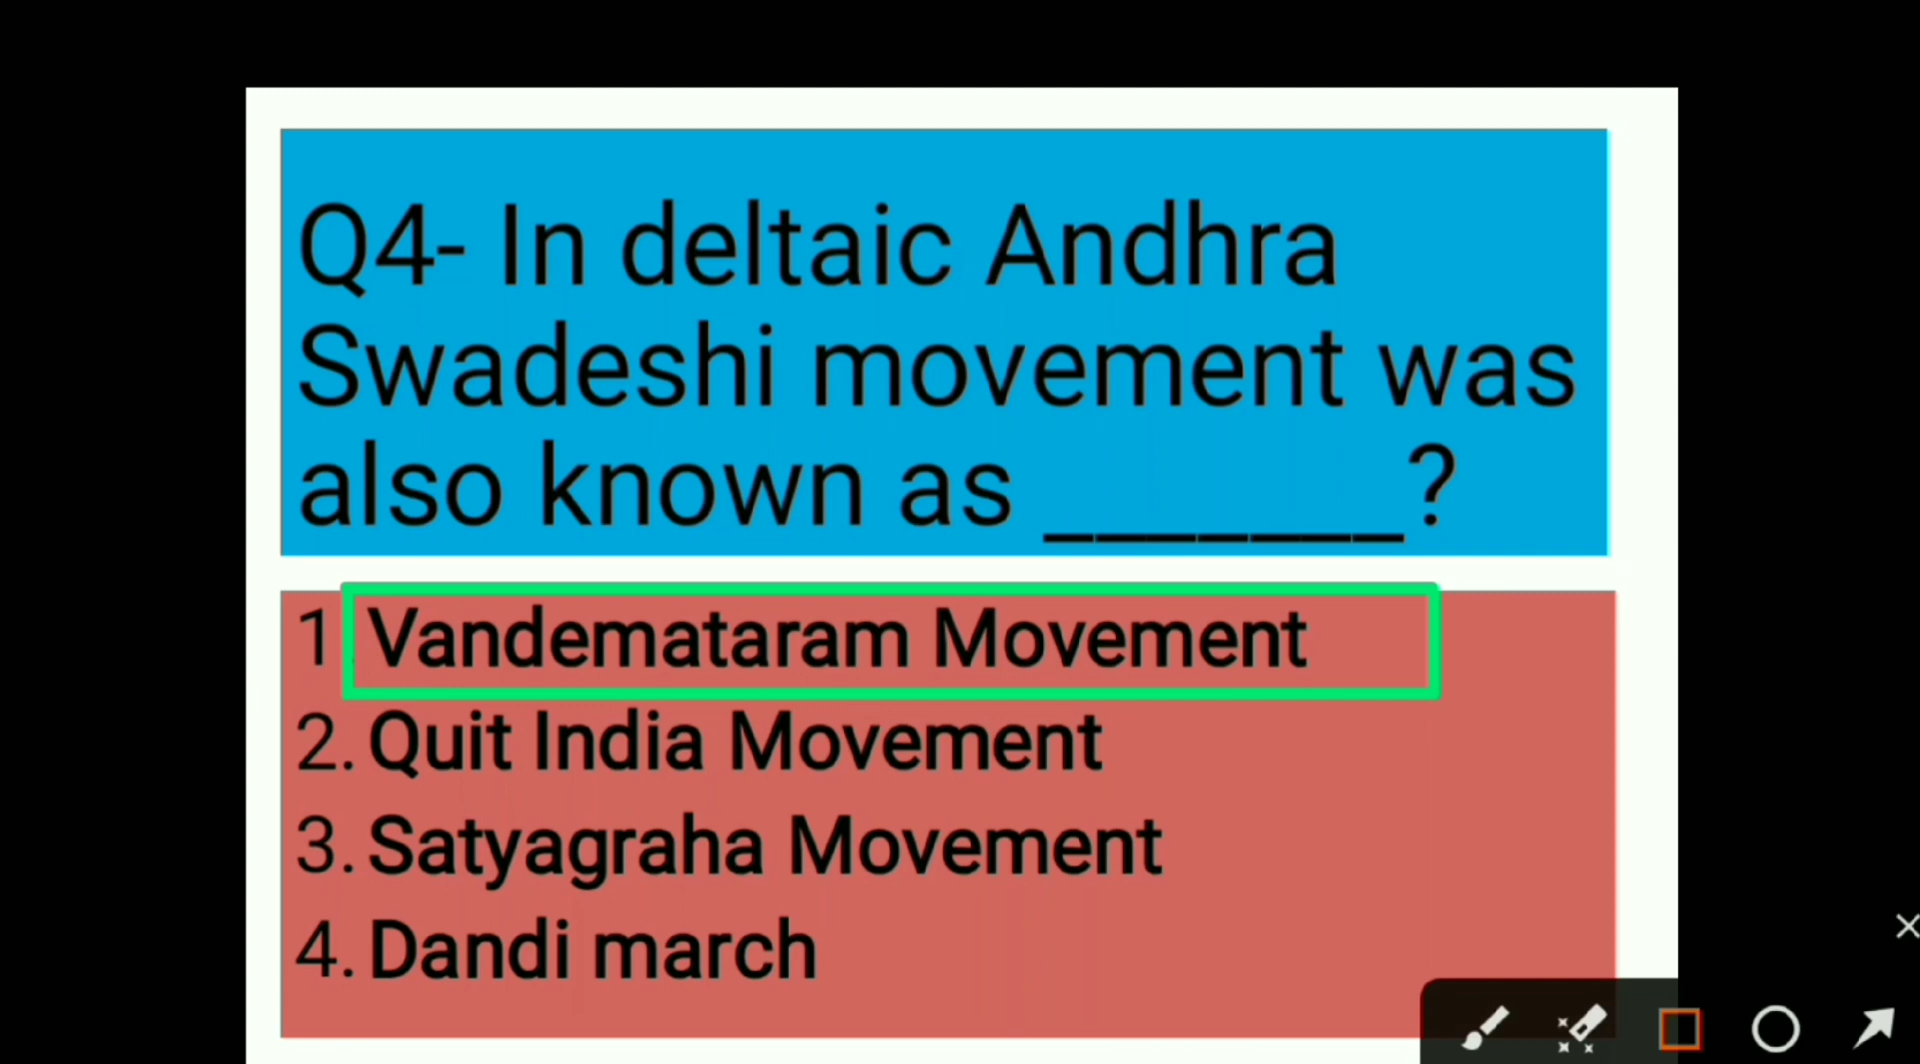 Q4- In deltaic Andhra
Swadeshi movement was
also known as _______?
1. Vandemataram Movement
2. Quit India Movement
3. Satyagraha Movement
4. Dandi march